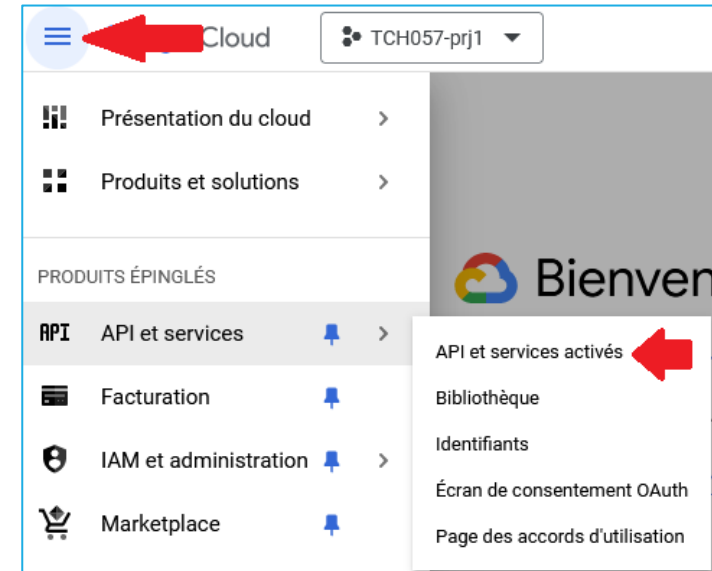 Cloud
TCH057-prj1
Présentation du cloud
Produits et solutions
PRODUITS ÉPINGLÉS
Bienven
API API et services
API et services activés
Facturation
Bibliothèque
Identifiants
IAM et administration
Écran de consentement OAuth
Marketplace
Page des accords d'utilisation